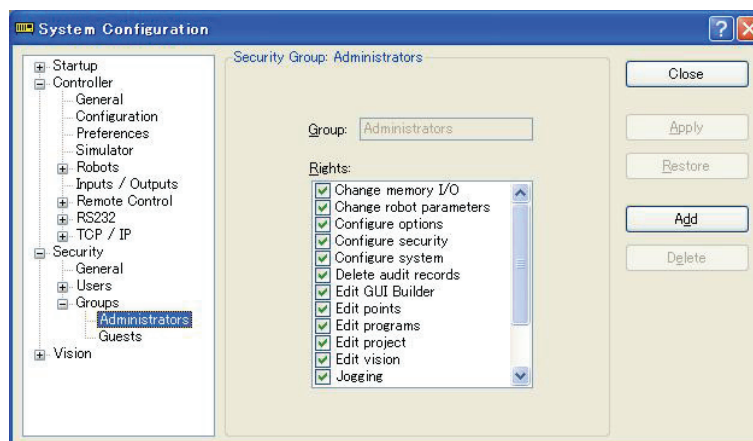 System Configuration
Startup
Controller
General
Configuration
Preferences
Simulator
Robots
Inputs / Outputs
Remote Control
RS232
TCP / IP
Security
General
Users
Groups
Administrators
Guests
Vision
Security Group: Administrators
Group: Administrators
Rights:
Change memory I/O
Change robot parameters
Configure options
Configure security
Configure system
Delete audit records
Edit GUI Builder
Edit points
Edit programs
Edit project
Edit vision
Jogging
Close
Apply
Restore
Add
Delete